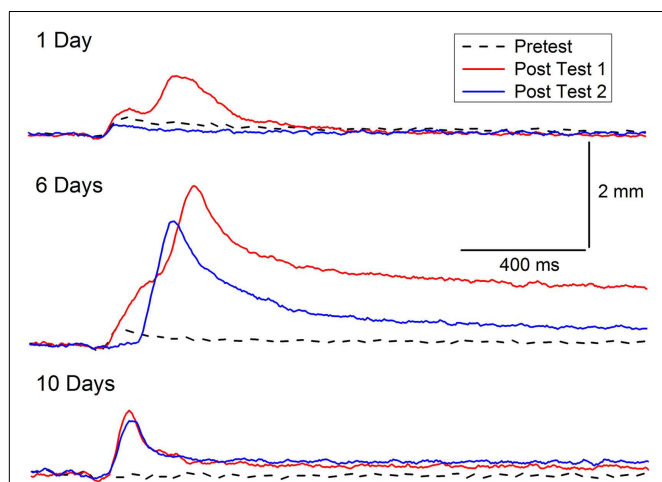 1 Day
Pretest
Post Test 1
Post Test 2
6 Days
2 mm
400 ms
10 Days